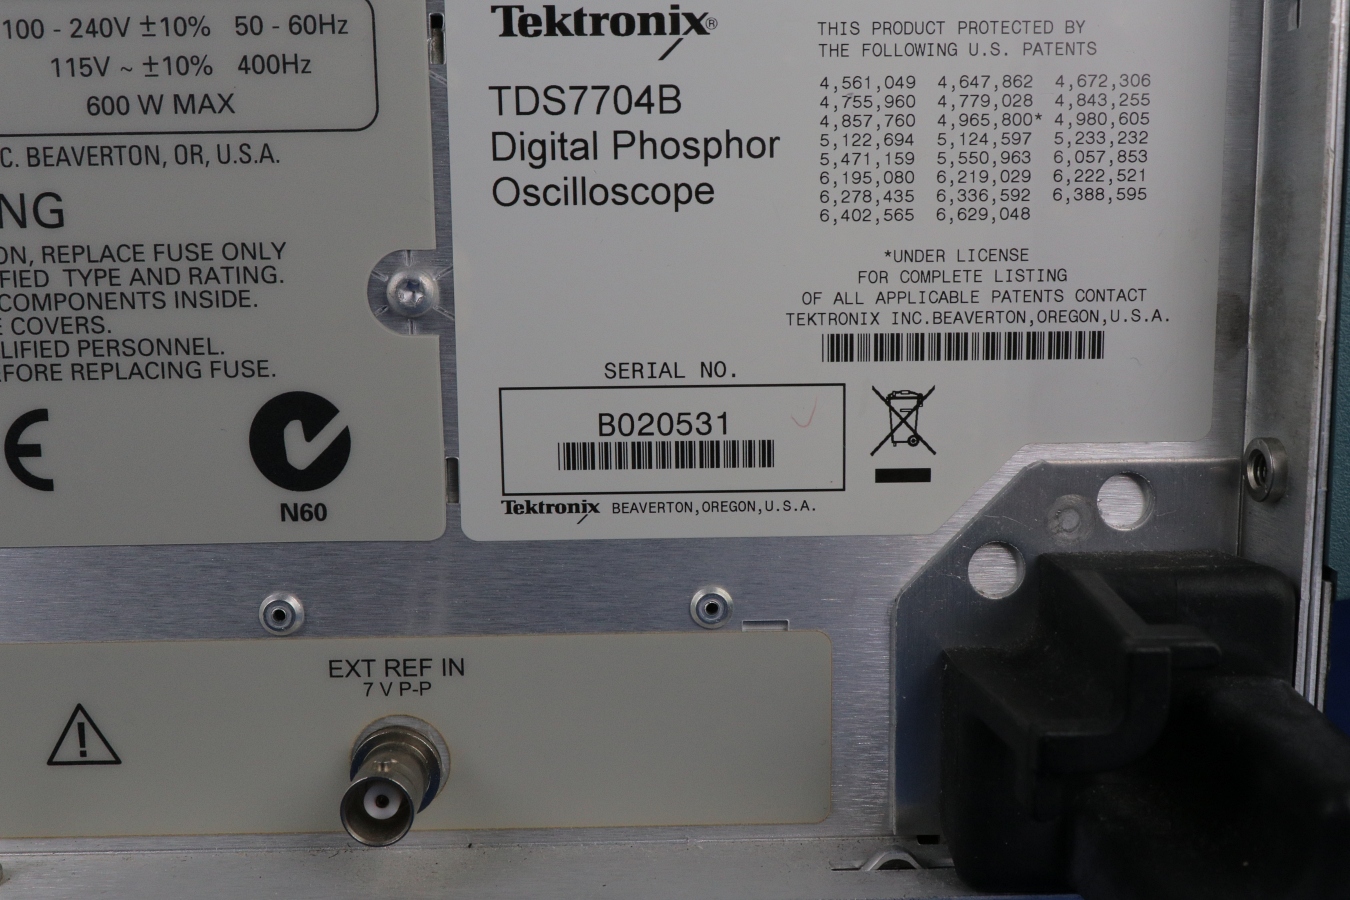 100 - 240V ±10% 50 - 60Hz
115V ~ ±10% 400Hz
600 W MAX
C. BEAVERTON, OR, U.S.A.
NG
ON, REPLACE FUSE ONLY
FIED TYPE AND RATING.
COMPONENTS INSIDE.
E COVERS.
LIFIED PERSONNEL.
EFORE REPLACING FUSE.
CE
N60
Tektronix®
TDS7704B
Digital Phosphor
Oscilloscope
THIS PRODUCT PROTECTED BY
THE FOLLOWING U.S. PATENTS
4,561,049 4,647,862 4,672,306
4,755,960 4,779,028 4,843,255
4,857,760 4,965,800* 4,980,605
5,122,694 5,124,597 5,233,232
5,471,159 5,550,963 6,057,853
6,195,080 6,219,029 6,222,521
6,278,435 6,336,592 6,388,595
6,402,565 6,629,048
*UNDER LICENSE
FOR COMPLETE LISTING
OF ALL APPLICABLE PATENTS CONTACT
TEKTRONIX INC.BEAVERTON,OREGON,U.S.A.
SERIAL NO.
B020531
Tektronix BEAVERTON,OREGON,U.S.A.
EXT REF IN
7 V P-P